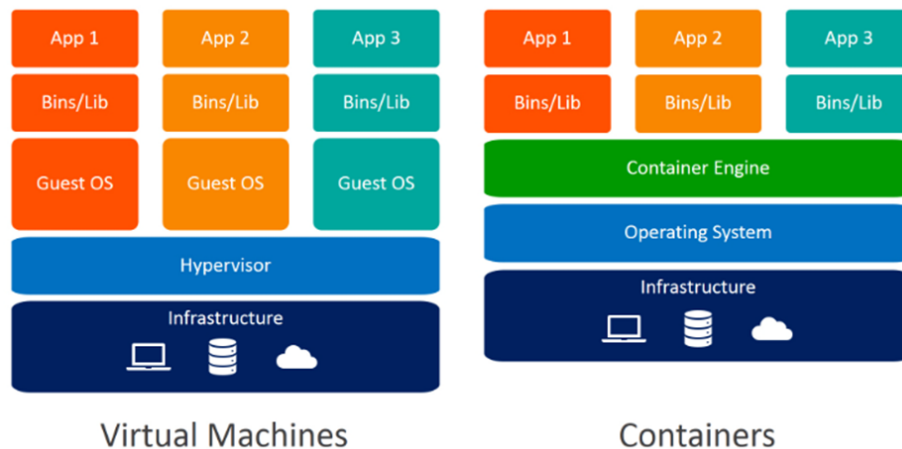 App 1 App 2 App 3
Bins/Lib Bins/Lib Bins/Lib
Guest OS Guest OS Guest OS
Hypervisor
Infrastructure
Virtual Machines
App 1 App 2 App 3
Bins/Lib Bins/Lib Bins/Lib
Container Engine
Operating System
Infrastructure
Containers